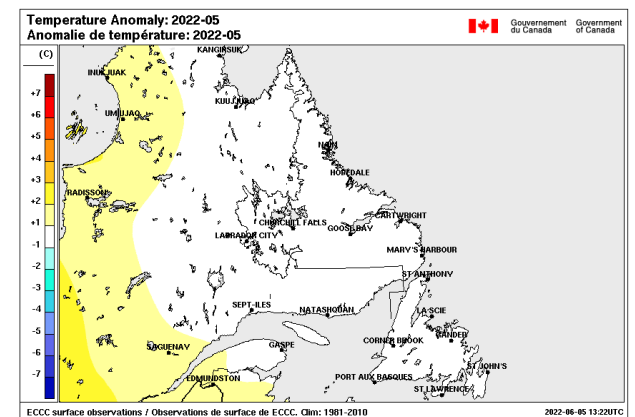 Temperature Anomaly: 2022-05
Anomalie de température: 2022-05
Gouvernement du Canada
Government of Canada
(C)
+7
+6
+5
+4
+3
+2
+1
-1
-2
-3
-4
-5
-6
-7
KANGIRSUK
INUKJUAK
KUUJJUAQ
UMIUJAQ
NAIN
HOPEDALE
RADISSON
CARTWRIGHT
CHURCHILL FALLS
GOOSE BAY
LABRADOR CITY
MARY'S HARBOUR
ST ANTHONY
SEPT-ILES
NATASHQUAN
LA SCIE
GANDER
CORNER BROOK
SAGUENAY
GASPE
ST JOHN'S
EDMUNDSTON
PORT AUX BASQUES
ST LAWRENCE
ECCC surface observations / Observations de surface de ECCC. Clim: 1981-2010
2022-06-05 13:22UTC